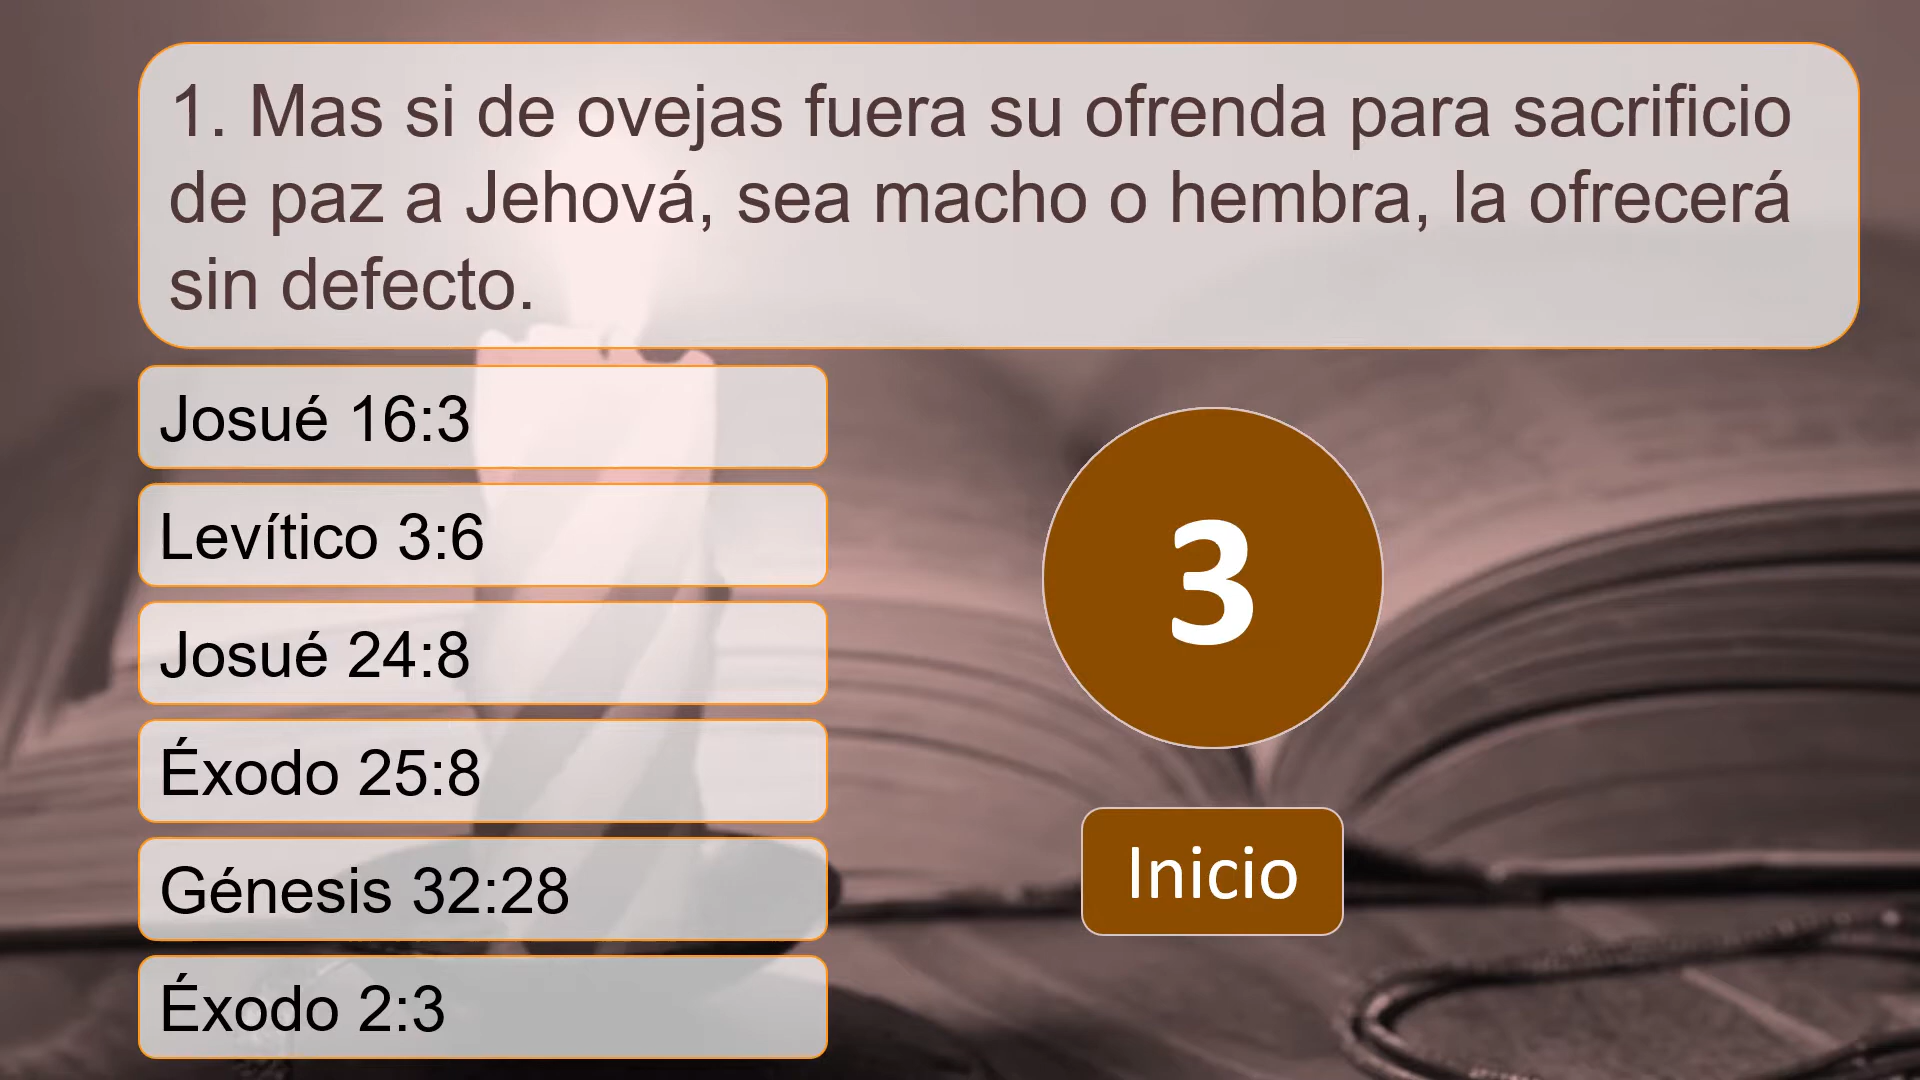 1. Mas si de ovejas fuera su ofrenda para sacrificio
de paz a Jehová, sea macho o hembra, la ofrecerá
sin defecto.
Josué 16:3
Levítico 3:6
Josué 24:8
Éxodo 25:8
Génesis 32:28
Éxodo 2:3
3
Inicio